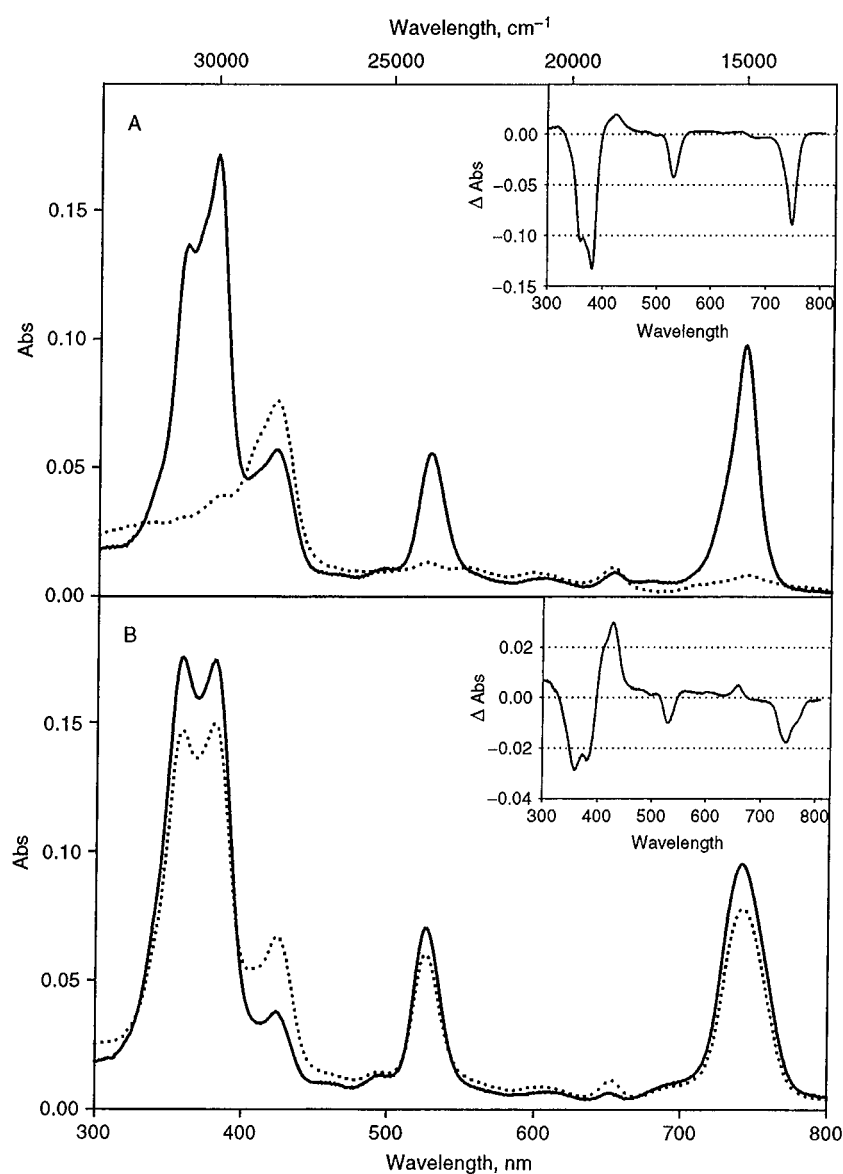 Wavelength, cm⁻¹
30000 25000 20000 15000
A
0.15
0.10
0.05
0.00
Abs
0.00
−0.05
−0.10
−0.15
Δ Abs
300 400 500 600 700 800
Wavelength
B
0.15
0.10
0.05
0.00
Abs
0.02
0.00
−0.02
−0.04
Δ Abs
300 400 500 600 700 800
Wavelength
300 400 500 600 700 800
Wavelength, nm